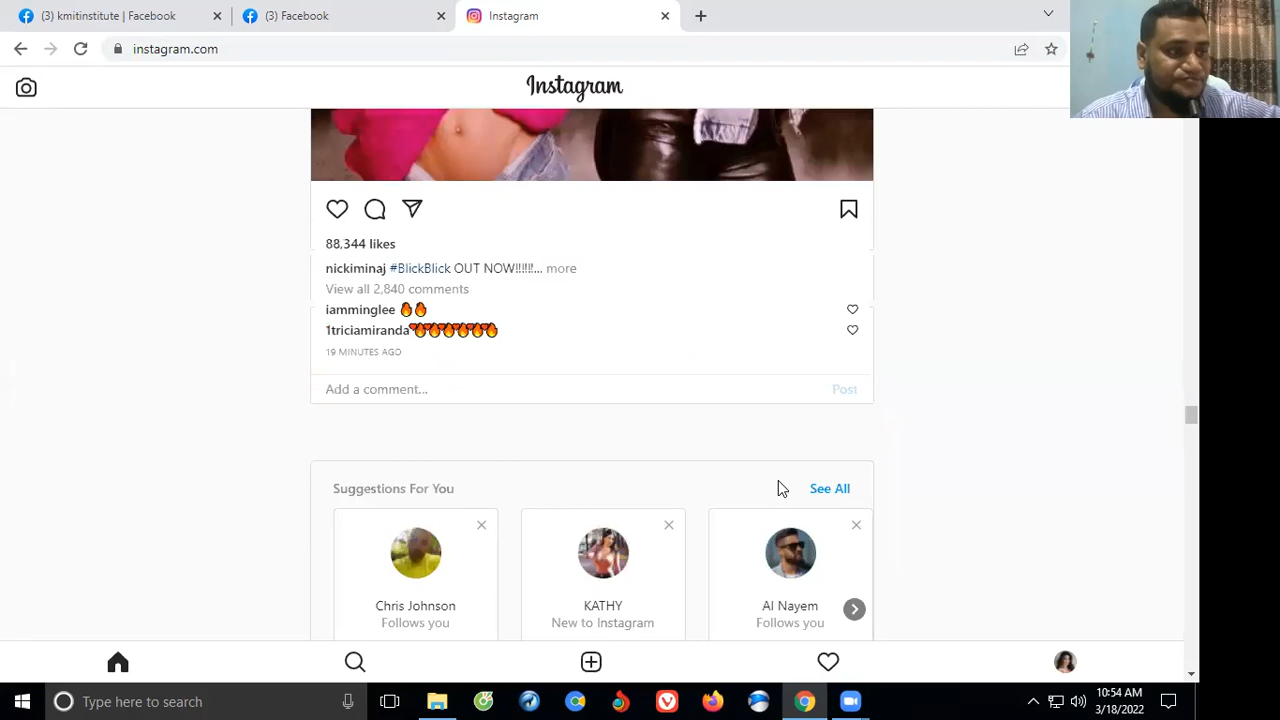 (3) kmitinstitute | Facebook
(3) Facebook
Instagram
instagram.com
Instagram
88,344 likes
nickiminaj #BlickBlick OUT NOW!!!!!!... more
View all 2,840 comments
iamminglee 🔥🔥
1triciamiranda
19 MINUTES AGO
Add a comment... Post
Suggestions For You See All
Chris Johnson
Follows you
KATHY
New to Instagram
Al Nayem
Follows you
Type here to search
10:54 AM
3/18/2022